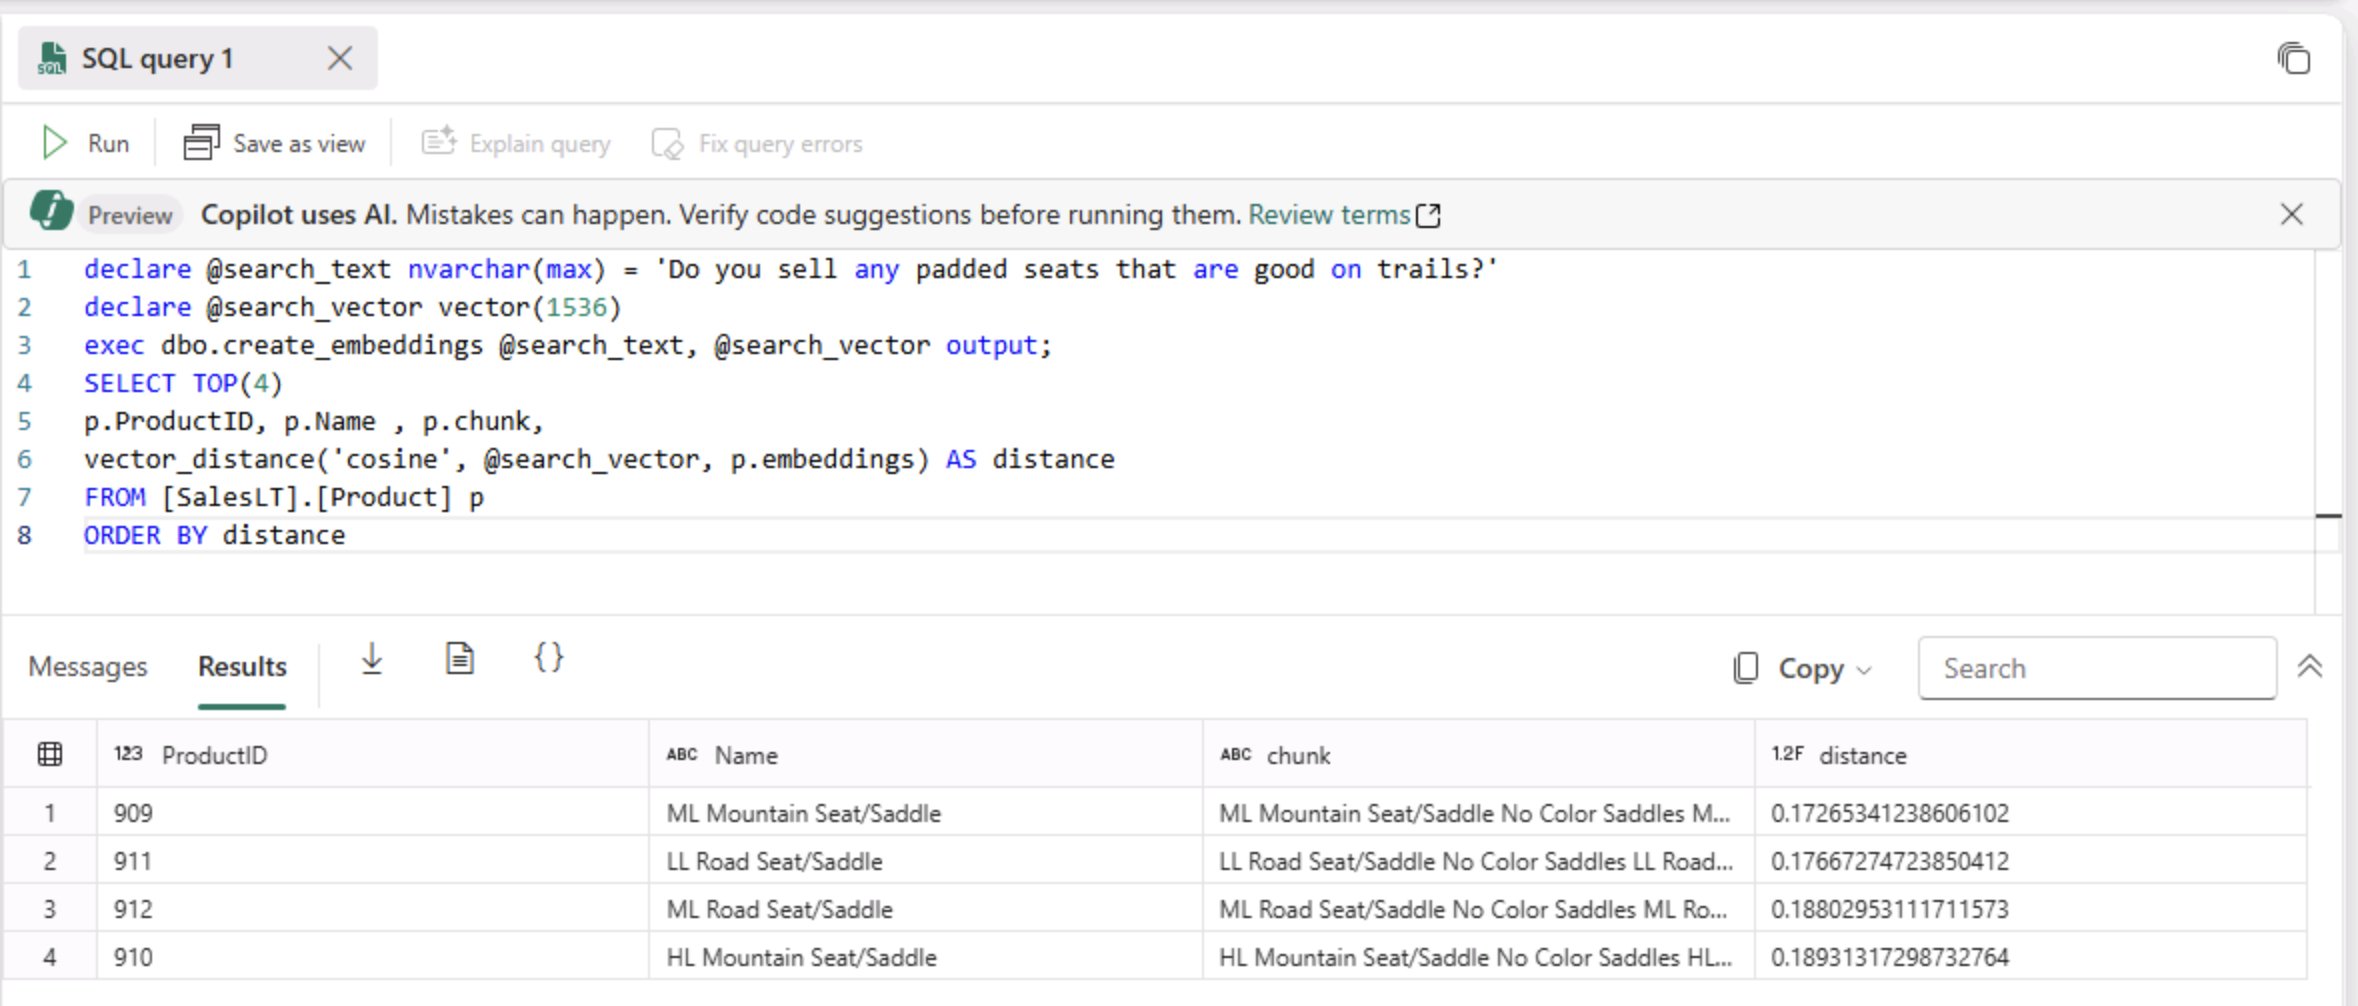 SQL query 1
Run Save as view Explain query Fix query errors
Preview Copilot uses AI. Mistakes can happen. Verify code suggestions before running them. Review terms
1 declare @search_text nvarchar(max) = 'Do you sell any padded seats that are good on trails?'
2 declare @search_vector vector(1536)
3 exec dbo.create_embeddings @search_text, @search_vector output;
4 SELECT TOP(4)
5 p.ProductID, p.Name , p.chunk,
6 vector_distance('cosine', @search_vector, p.embeddings) AS distance
7 FROM [SalesLT].[Product] p
8 ORDER BY distance
Messages Results {} Copy Search
123 ProductID ABC Name ABC chunk 1.2F distance
1 909 ML Mountain Seat/Saddle ML Mountain Seat/Saddle No Color Saddles M... 0.17265341238606102
2 911 LL Road Seat/Saddle LL Road Seat/Saddle No Color Saddles LL Road... 0.17667274723850412
3 912 ML Road Seat/Saddle ML Road Seat/Saddle No Color Saddles ML Ro... 0.18802953111711573
4 910 HL Mountain Seat/Saddle HL Mountain Seat/Saddle No Color Saddles HL... 0.18931317298732764